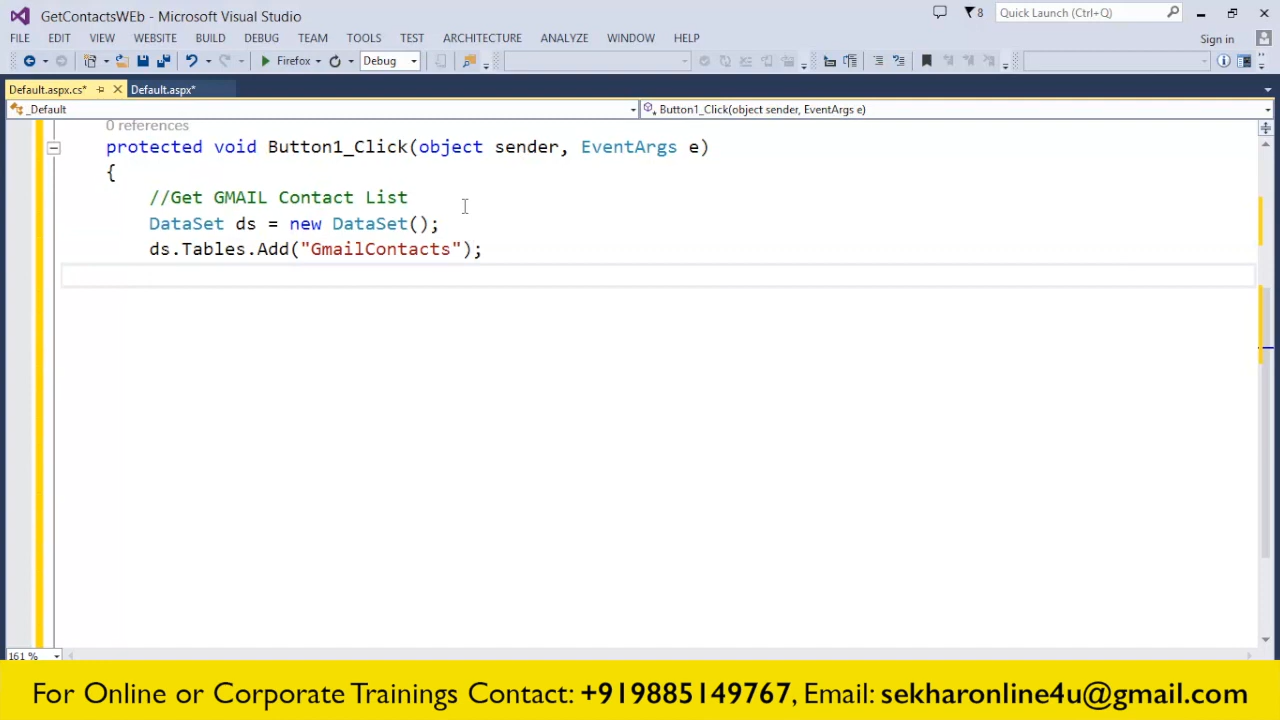 GetContactsWEb - Microsoft Visual Studio
8
Quick Launch (Ctrl+Q)
FILE EDIT VIEW WEBSITE BUILD DEBUG TEAM TOOLS TEST ARCHITECTURE ANALYZE WINDOW HELP
Sign in
Firefox
Debug
Default.aspx.cs*
Default.aspx*
_Default
Button1_Click(object sender, EventArgs e)
0 references
protected void Button1_Click(object sender, EventArgs e)
{
//Get GMAIL Contact List
DataSet ds = new DataSet();
ds.Tables.Add("GmailContacts");
161 %
For Online or Corporate Trainings Contact: +919885149767, Email: sekharonline4u@gmail.com